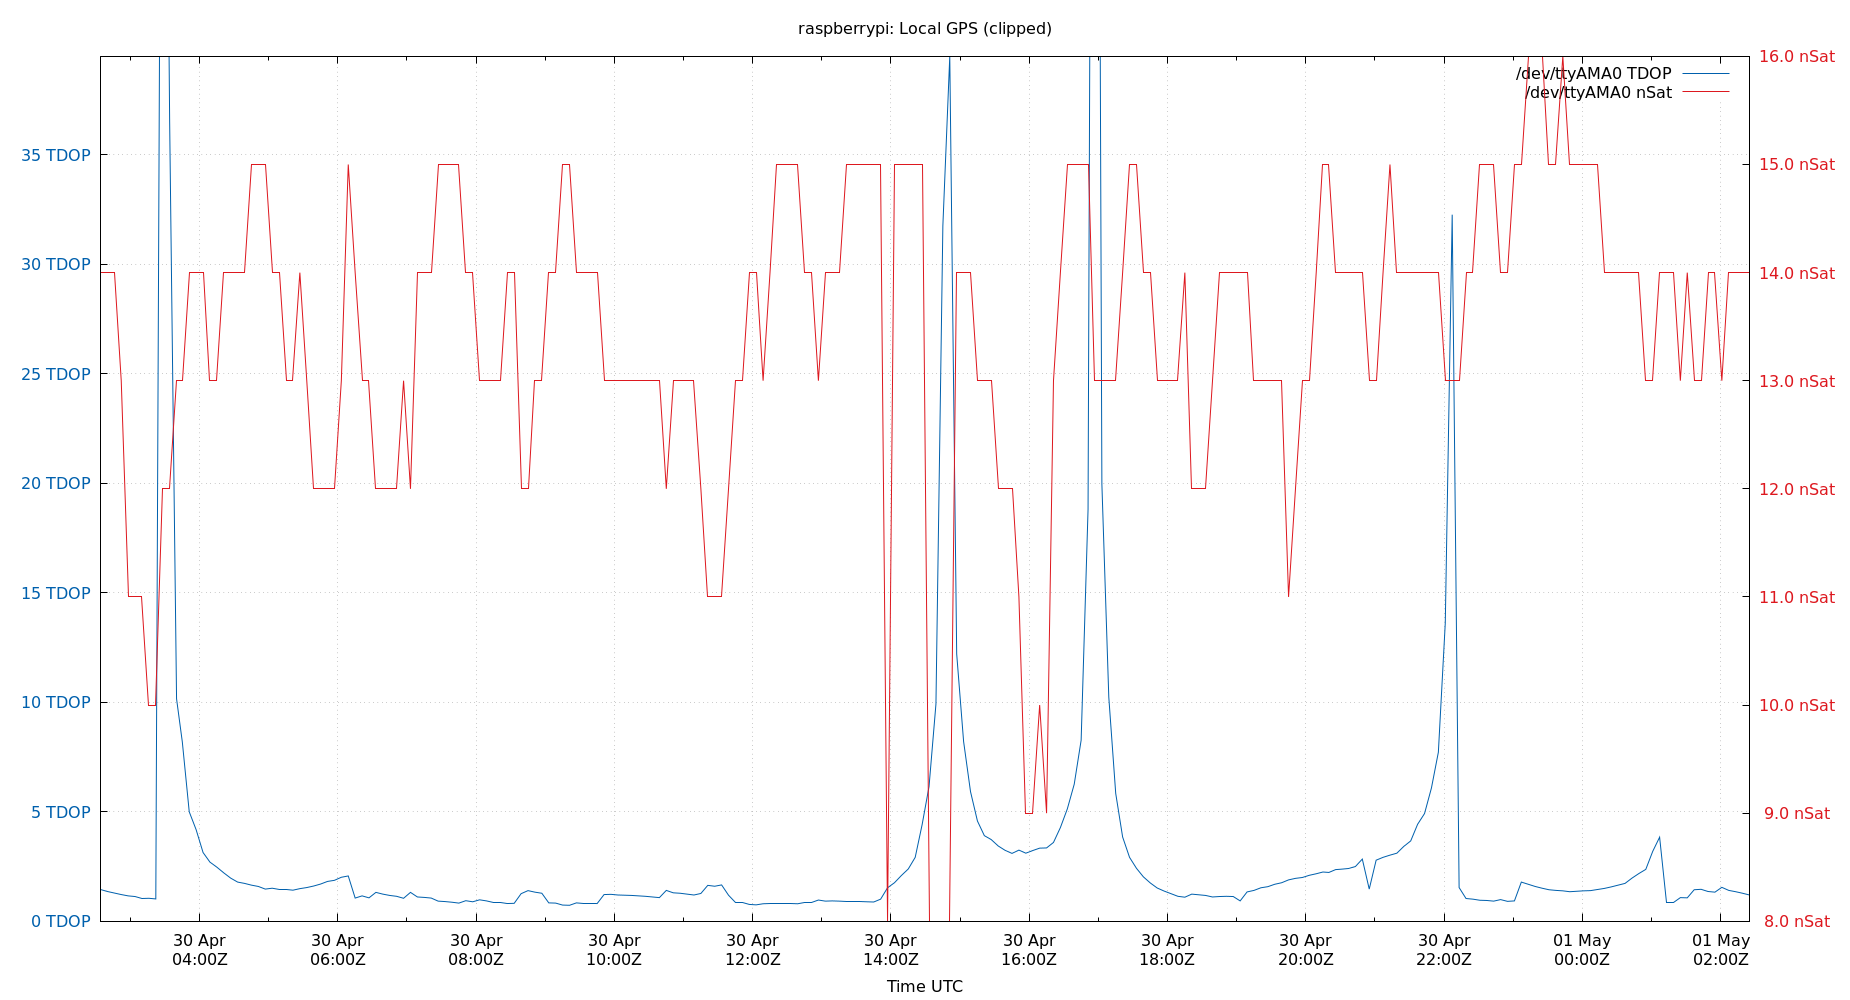 raspberrypi: Local GPS (clipped)
16.0 nSat
/dev/ttyAMA0 TDOP
/dev/ttyAMA0 nSat
35 TDOP
15.0 nSat
30 TDOP
14.0 nSat
25 TDOP
13.0 nSat
20 TDOP
12.0 nSat
15 TDOP
11.0 nSat
10 TDOP
10.0 nSat
5 TDOP
9.0 nSat
0 TDOP
8.0 nSat
30 Apr 30 Apr 30 Apr 30 Apr 30 Apr 30 Apr 30 Apr 30 Apr 30 Apr 30 Apr 01 May 01 May
04:00Z 06:00Z 08:00Z 10:00Z 12:00Z 14:00Z 16:00Z 18:00Z 20:00Z 22:00Z 00:00Z 02:00Z
Time UTC